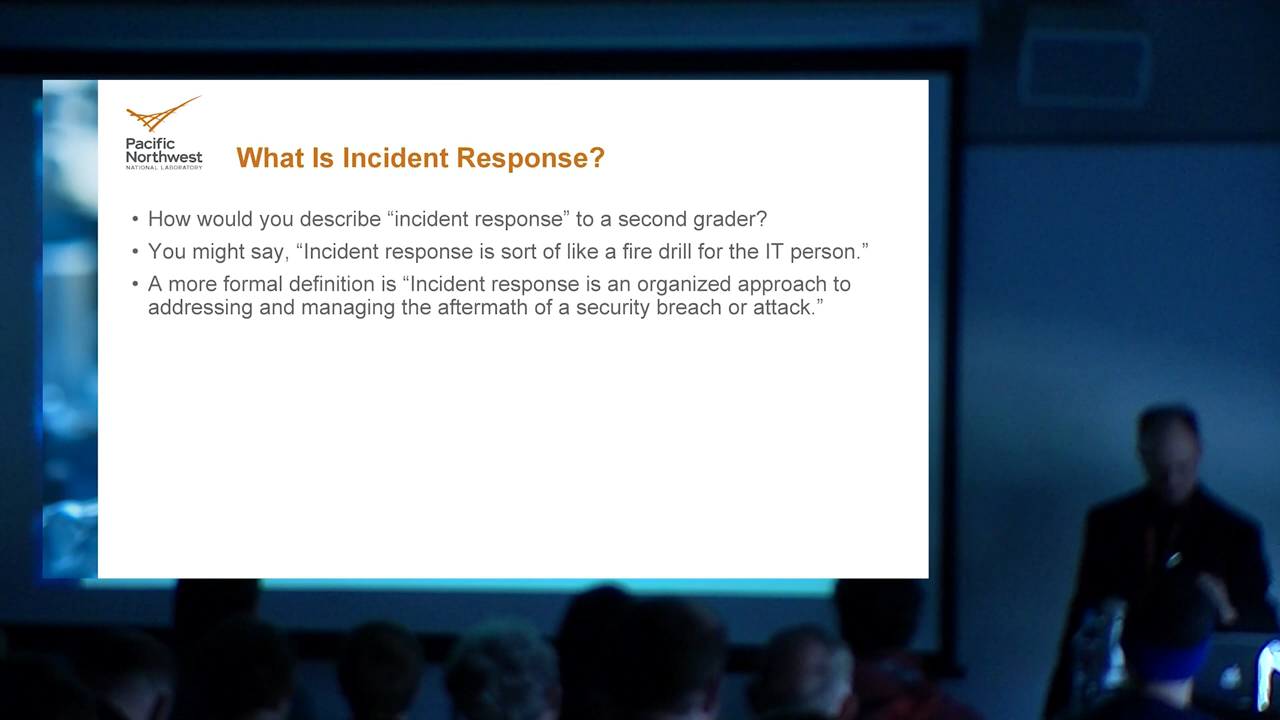 Pacific
Northwest
NATIONAL LABORATORY
What Is Incident Response?
• How would you describe “incident response” to a second grader?
• You might say, “Incident response is sort of like a fire drill for the IT person.”
• A more formal definition is “Incident response is an organized approach to
addressing and managing the aftermath of a security breach or attack.”